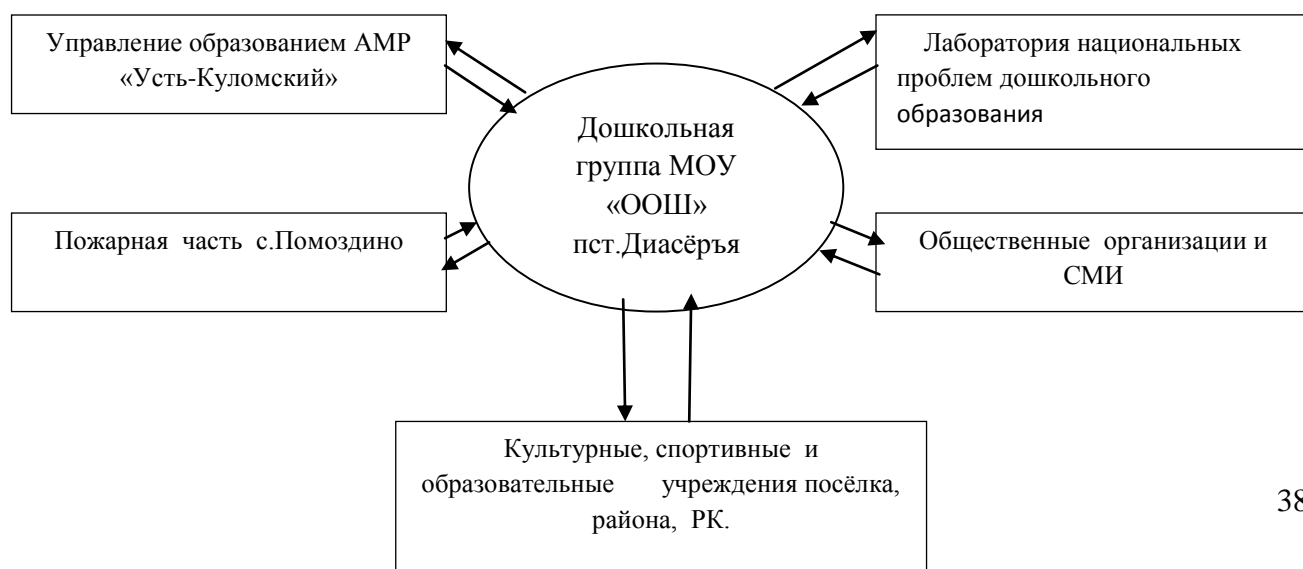 Управление образованием АМР
«Усть-Куломский»
Лаборатория национальных
проблем дошкольного
образования
Дошкольная
группа МОУ
«ООШ»
пст.Диасёръя
Пожарная часть с.Помоздино
Общественные организации и
СМИ
Культурные, спортивные и
образовательные учреждения посёлка,
района, РК.
38